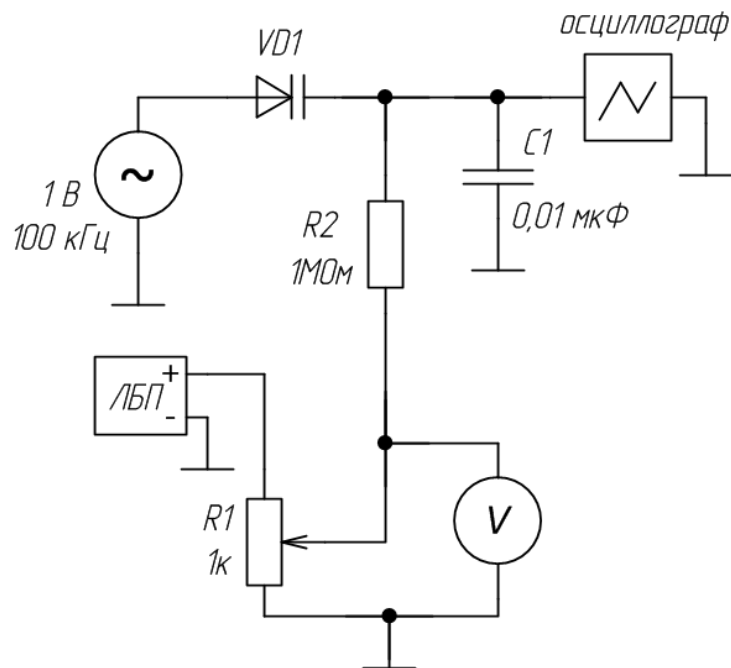 VD1
осциллограф
~
1 В
100 кГц
C1
0,01 мкФ
R2
1МОм
ЛБП
+
-
R1
1к
V